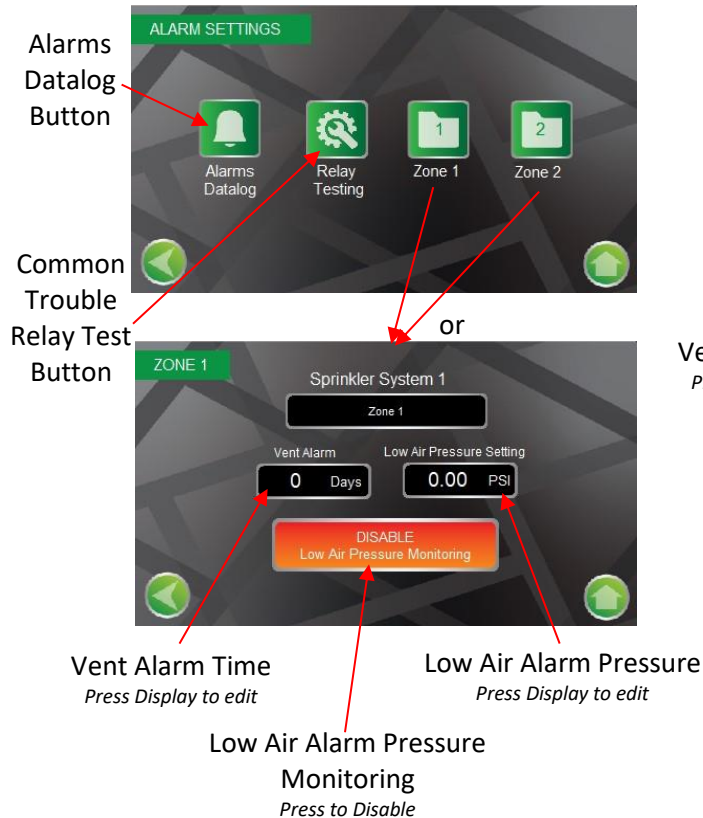 ALARM SETTINGS
Alarms
Datalog
Button
1
2
Alarms
Datalog
Relay
Testing
Zone 1
Zone 2
Common
Trouble
Relay Test
Button
or
ZONE 1
Sprinkler System 1
Zone 1
Vent Alarm
Low Air Pressure Setting
0 Days
0.00 PSI
DISABLE
Low Air Pressure Monitoring
Ve
P
Vent Alarm Time
Press Display to edit
Low Air Alarm Pressure
Press Display to edit
Low Air Alarm Pressure
Monitoring
Press to Disable